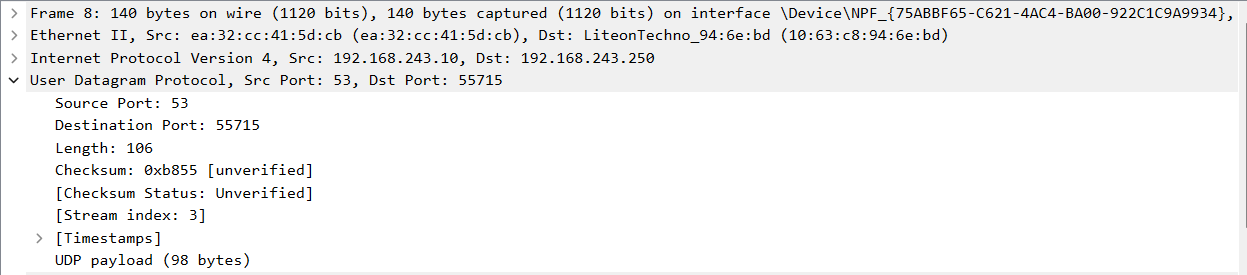 Frame 8: 140 bytes on wire (1120 bits), 140 bytes captured (1120 bits) on interface \Device\NPF_{75ABBF65-C621-4AC4-BA00-922C1C9A9934},
Ethernet II, Src: ea:32:cc:41:5d:cb (ea:32:cc:41:5d:cb), Dst: LiteonTechno_94:6e:bd (10:63:c8:94:6e:bd)
Internet Protocol Version 4, Src: 192.168.243.10, Dst: 192.168.243.250
User Datagram Protocol, Src Port: 53, Dst Port: 55715
Source Port: 53
Destination Port: 55715
Length: 106
Checksum: 0xb855 [unverified]
[Checksum Status: Unverified]
[Stream index: 3]
[Timestamps]
UDP payload (98 bytes)